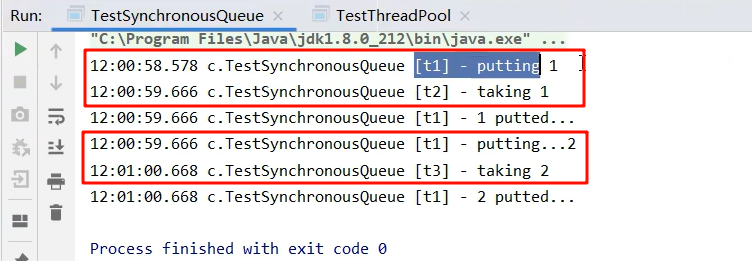 Run: TestSynchronousQueue × TestThreadPool ×
"C:\Program Files\Java\jdk1.8.0_212\bin\java.exe" ...
12:00:58.578 c.TestSynchronousQueue [t1] - putting 1
12:00:59.666 c.TestSynchronousQueue [t2] - taking 1
12:00:59.666 c.TestSynchronousQueue [t1] - 1 putted...
12:00:59.666 c.TestSynchronousQueue [t1] - putting...2
12:01:00.668 c.TestSynchronousQueue [t3] - taking 2
12:01:00.668 c.TestSynchronousQueue [t1] - 2 putted...
Process finished with exit code 0